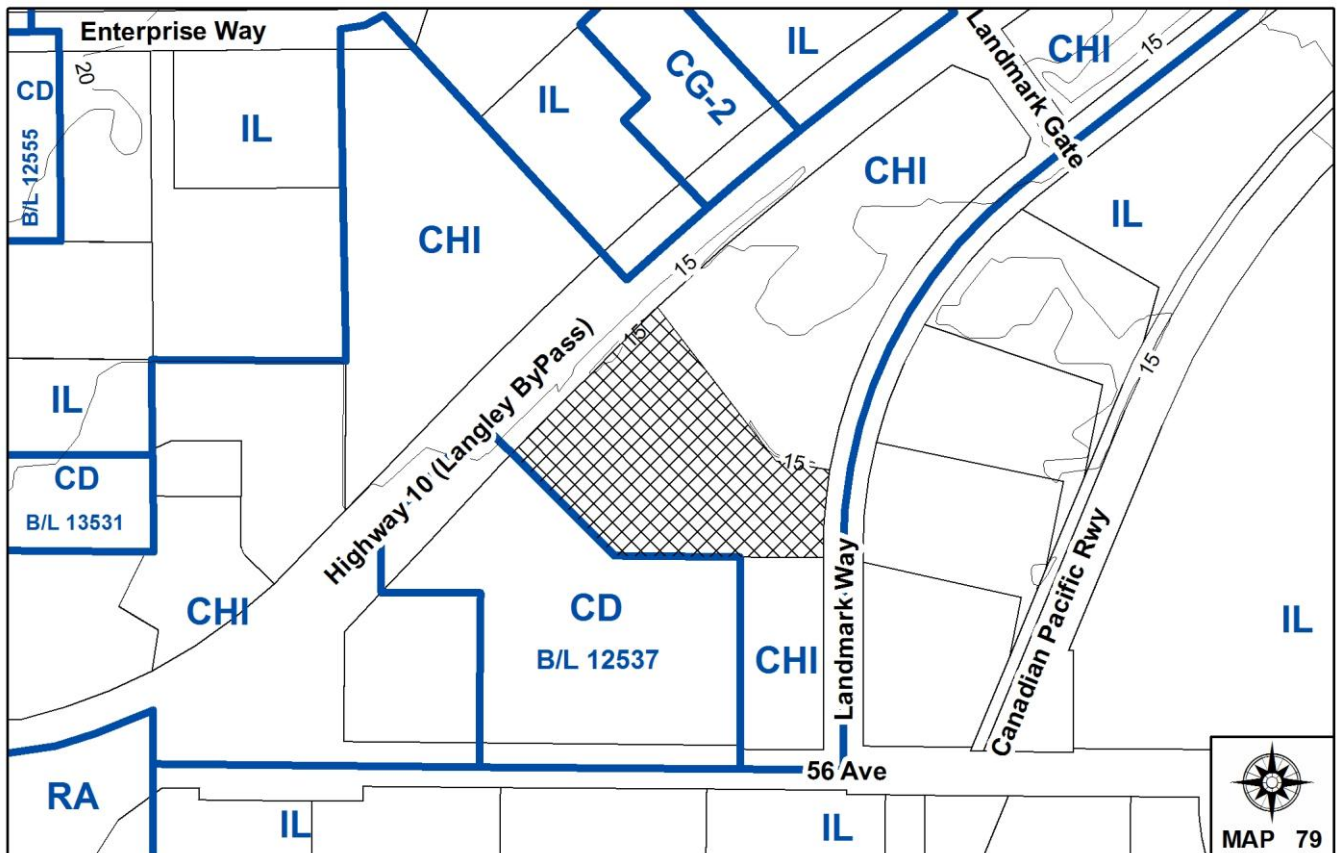 Enterprise Way
20
CD
B/L 12555
IL
CHI
IL
CG-2
IL
Landmark Gate
CHI
15
CHI
IL
15
15
15
IL
CD
B/L 13531
Highway 10 (Langley ByPass)
15
CHI
CD
B/L 12537
CHI
Landmark Way
Canadian Pacific Rwy
IL
56 Ave
RA
IL
IL
MAP 79